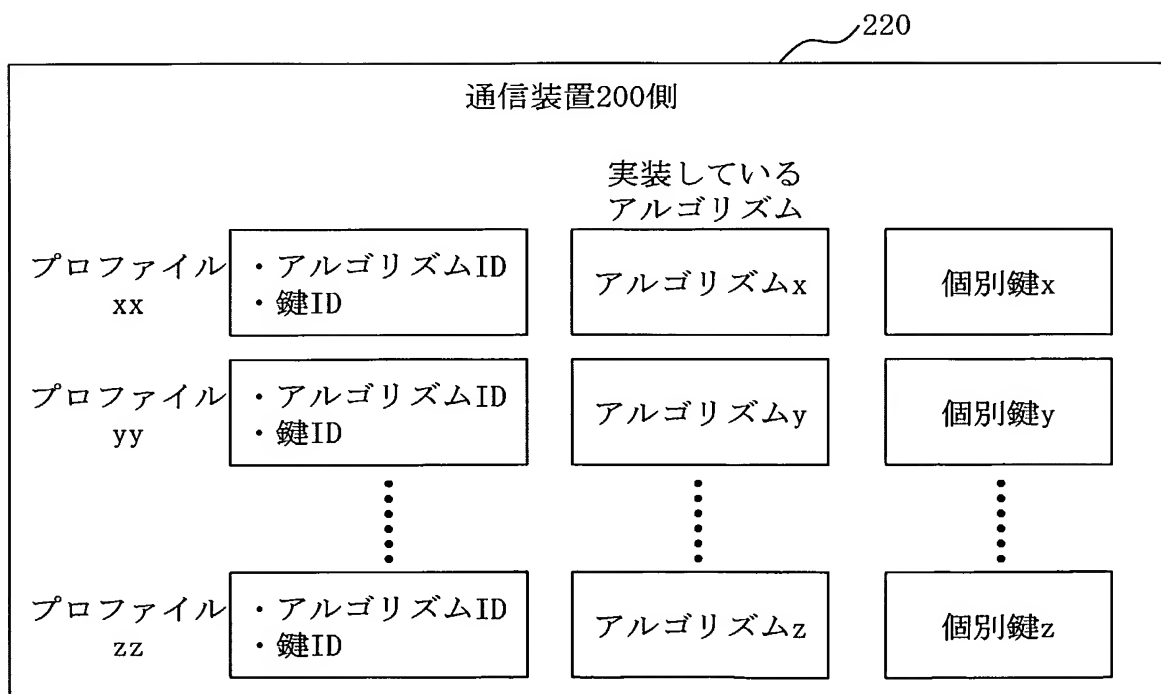 220
通信装置200側
実装している
アルゴリズム
プロファイル
xx
・アルゴリズムID
・鍵ID
アルゴリズムx
個別鍵x
プロファイル
yy
・アルゴリズムID
・鍵ID
アルゴリズムy
個別鍵y
プロファイル
zz
・アルゴリズムID
・鍵ID
アルゴリズムz
個別鍵z